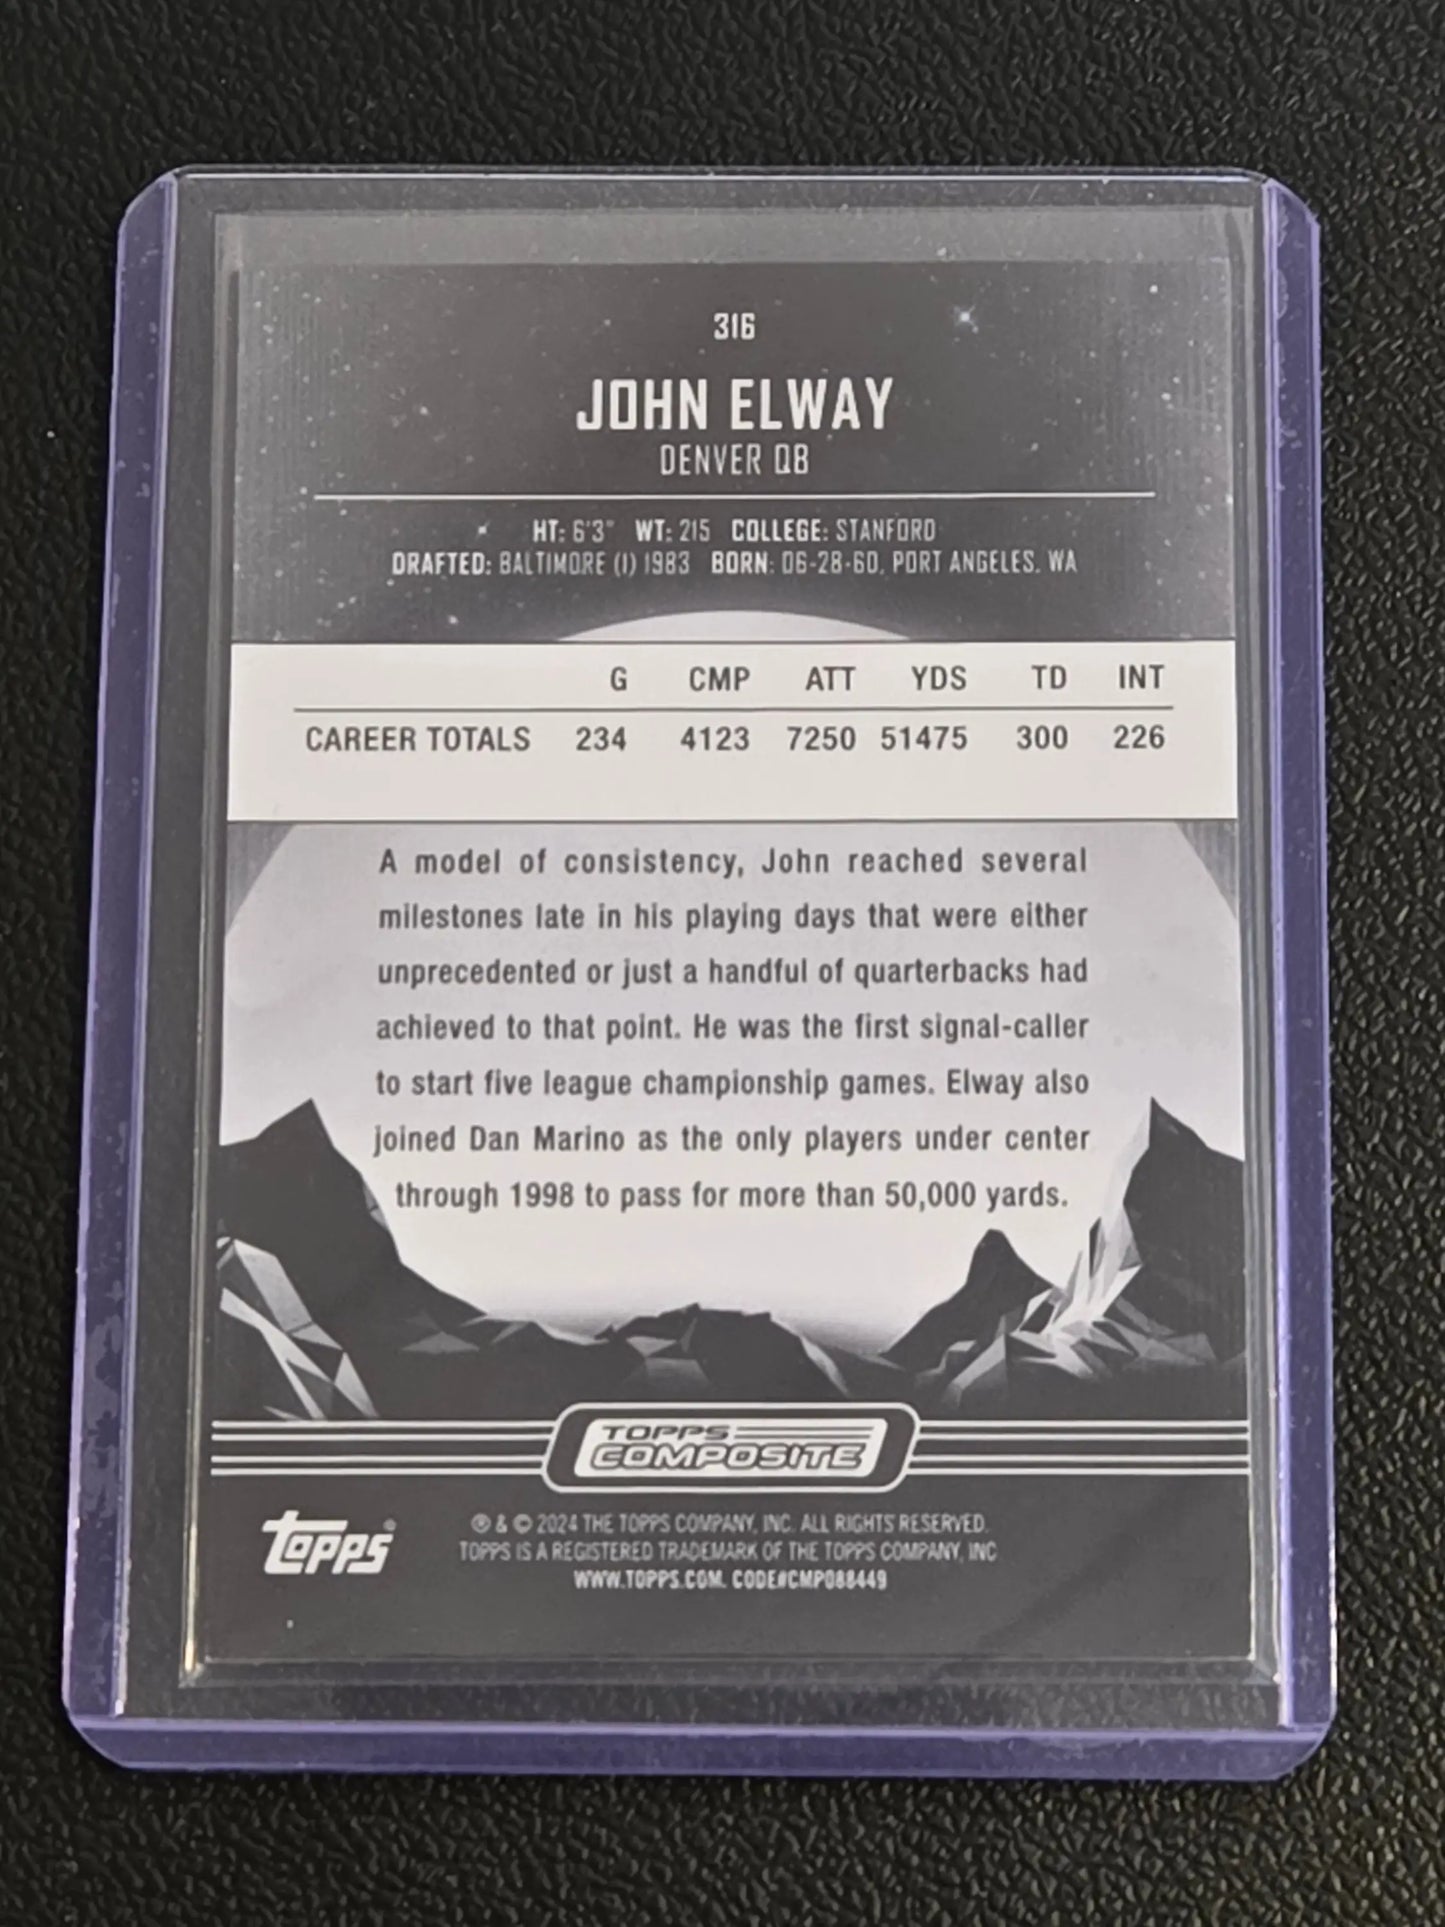 316
JOHN ELWAY
DENVER QB
HT: 6'3" WT: 215 COLLEGE: STANFORD
DRAFTED: BALTIMORE (1) 1983 BORN: 06-28-60, PORT ANGELES, WA
G CMP ATT YDS TD INT
CAREER TOTALS 234 4123 7250 51475 300 226
A model of consistency, John reached several
milestones late in his playing days that were either
unprecedented or just a handful of quarterbacks had
achieved to that point. He was the first signal-caller
to start five league championship games. Elway also
joined Dan Marino as the only players under center
through 1998 to pass for more than 50,000 yards.
TOPPS
COMPOSITE
Topps®
® & © 2024 THE TOPPS COMPANY, INC. ALL RIGHTS RESERVED.
TOPPS IS A REGISTERED TRADEMARK OF THE TOPPS COMPANY, INC
WWW.TOPPS.COM. CODE#CMP088449